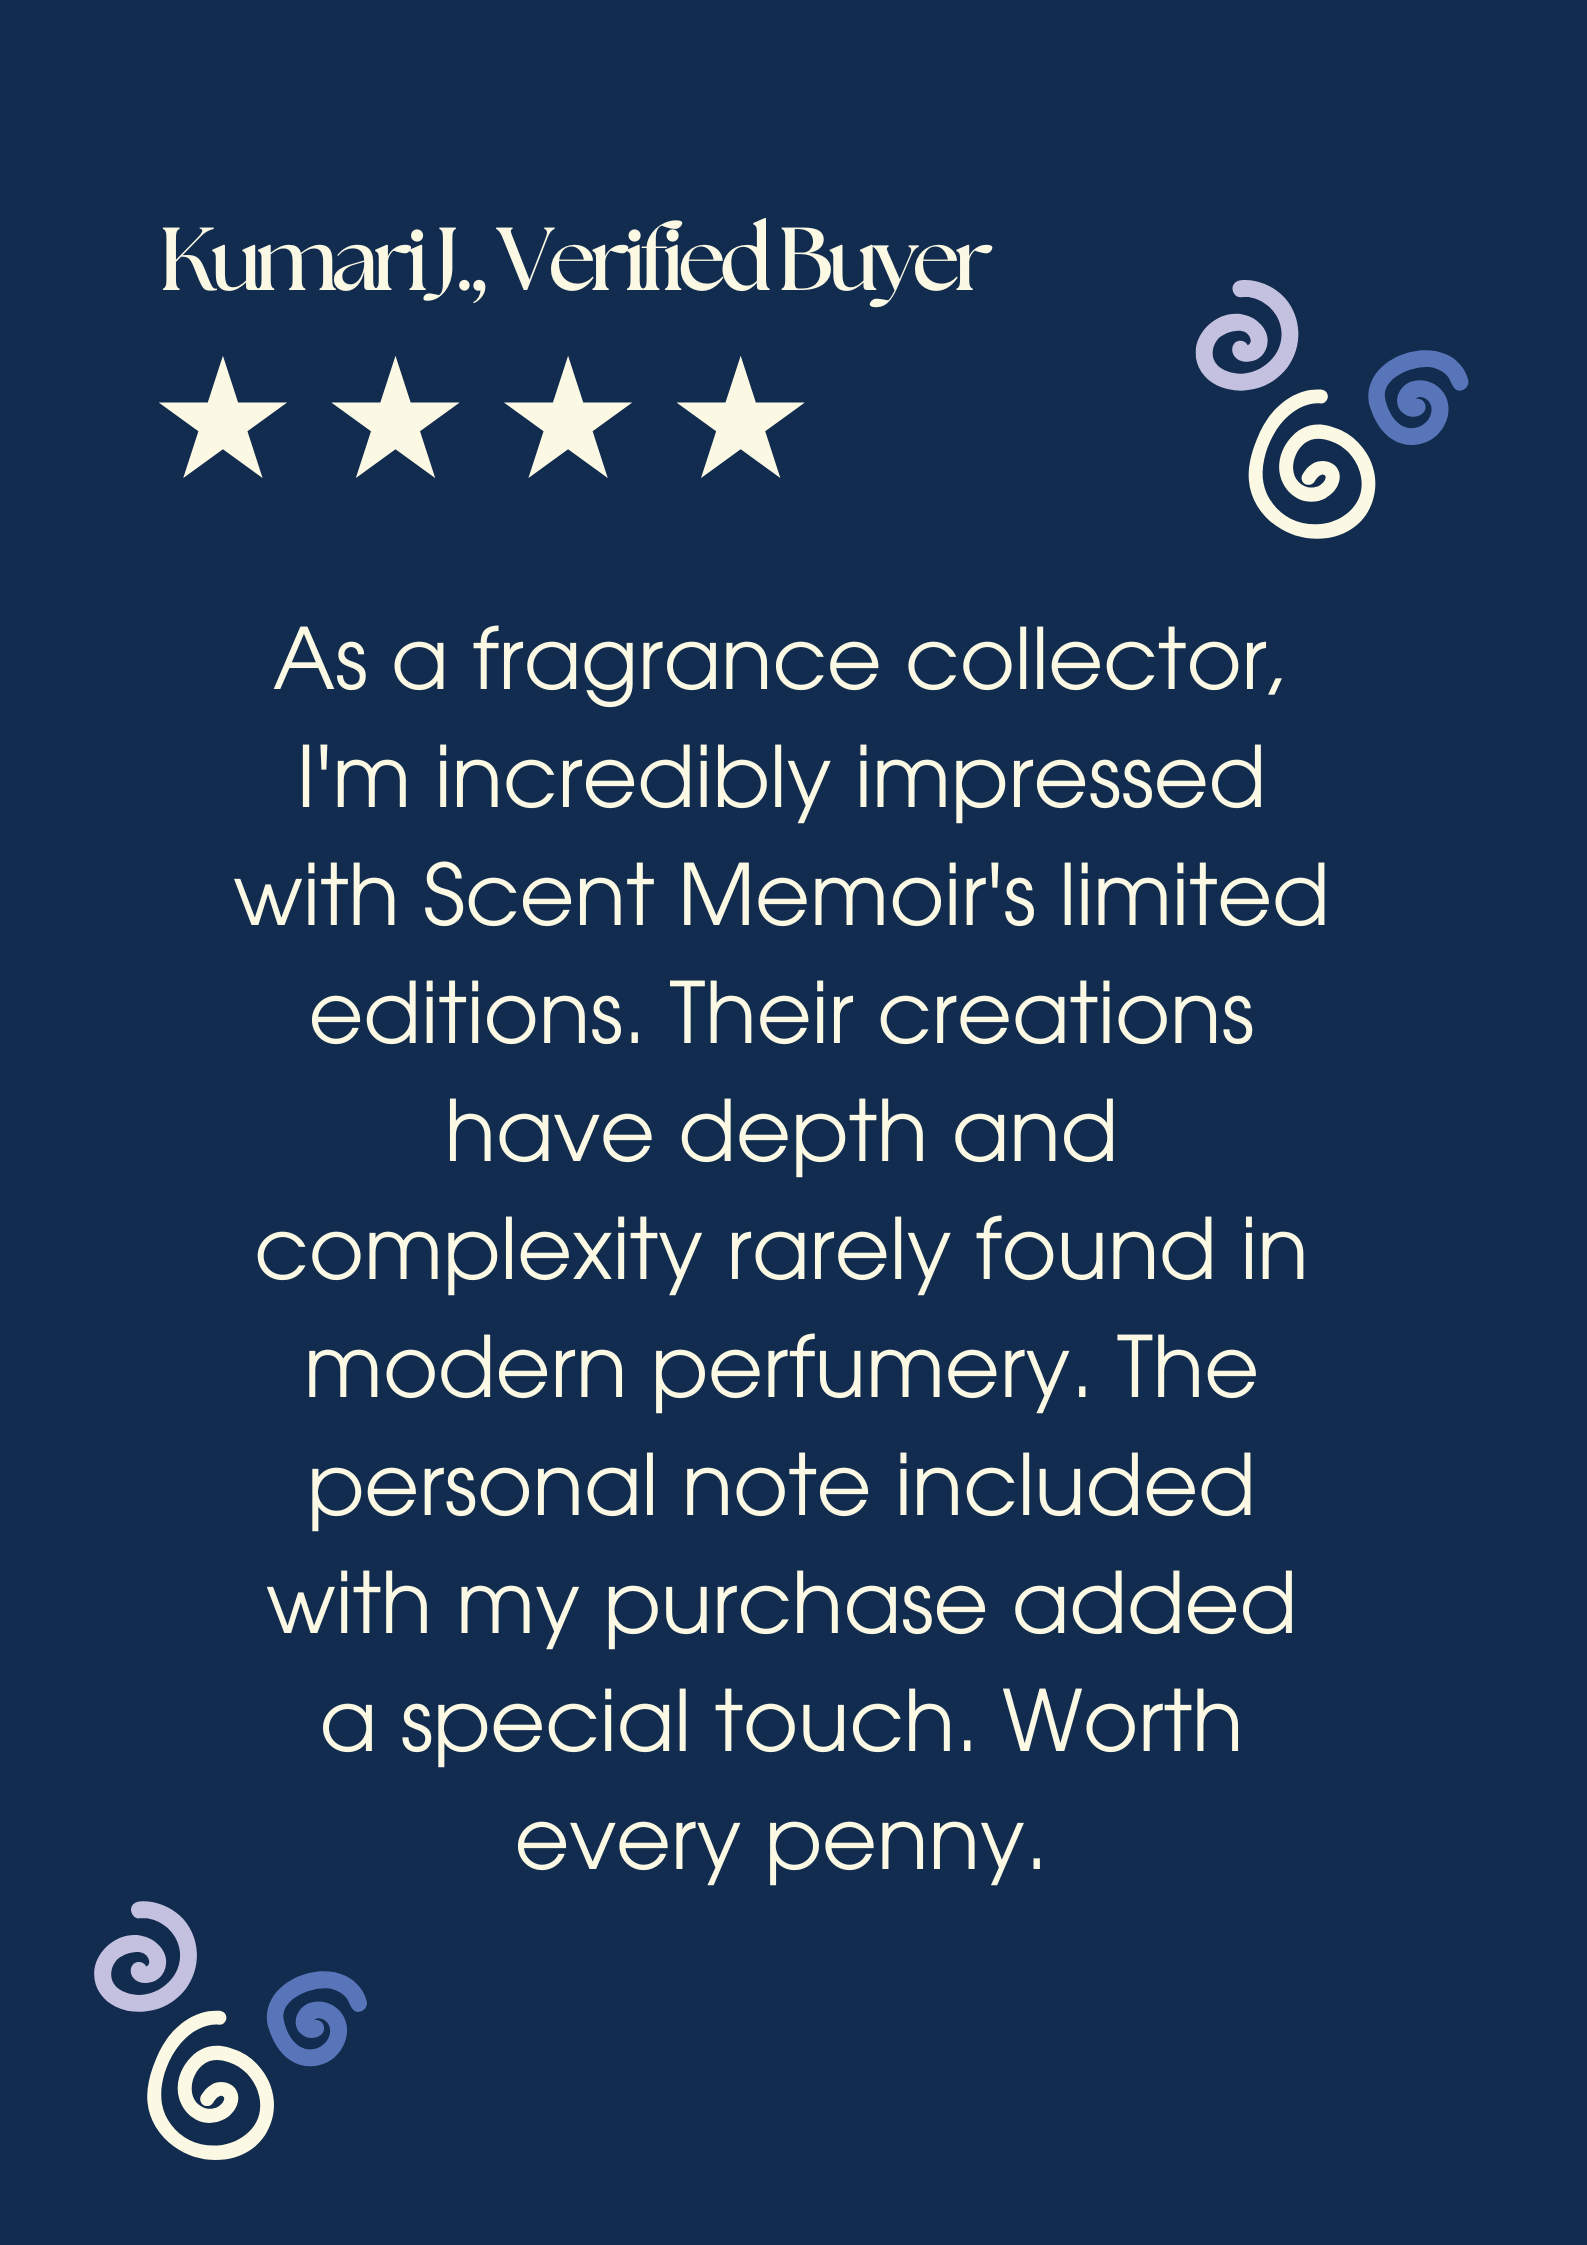 Kumari J., Verified Buyer
As a fragrance collector,
I'm incredibly impressed
with Scent Memoir's limited
editions. Their creations
have depth and
complexity rarely found in
modern perfumery. The
personal note included
with my purchase added
a special touch. Worth
every penny.